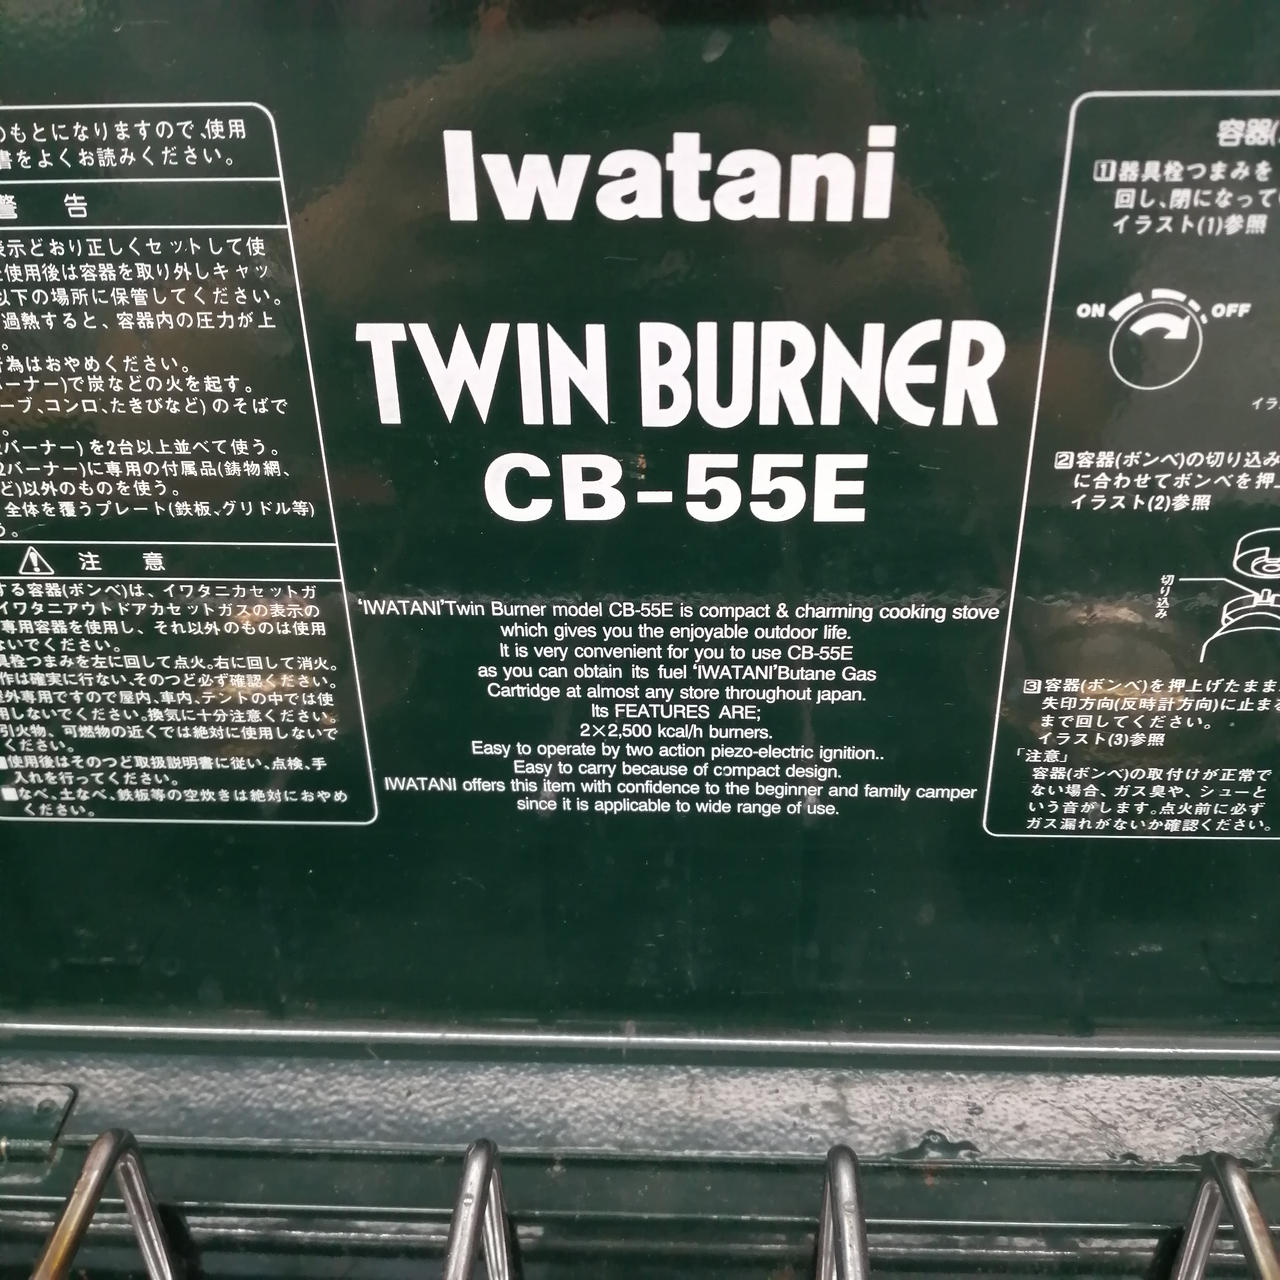 のもとになりますので、使用
書をよくお読みください。
警 告
表示どおり正しくセットして使
使用後は容器を取り外しキャッ
以下の場所に保管してください。
過熱すると、容器内の圧力が上
。
行為はおやめください。
バーナー)で炭などの火を起す。
ーブ、コンロ、たきびなど)のそばで
。
バーナー)を2台以上並べて使う。
2バーナー)に専用の付属品(鋳物網、
ど)以外のものを使う。
全体を覆うプレート(鉄板、グリドル等)
う。
注 意
する容器(ボンベ)は、イワタニカセットガ
イワタニアウトドアカセットガスの表示の
専用容器を使用し、それ以外のものは使用
ないでください。
具栓つまみを左に回して点火。右に回して消火。
作は確実に行ない、そのつど必ず確認ください。
外専用ですので屋内、車内、テントの中では使
用しないでください。換気に十分注意ください。
引火物、可燃物の近くでは絶対に使用しないで
ください。
■使用後はそのつど取扱説明書に従い、点検、手
入れを行ってください。
■なべ、土なべ、鉄板等の空炊きは絶対におやめ
ください。
Iwatani
TWIN BURNER
CB-55E
'IWATANI'Twin Burner model CB-55E is compact & charming cooking stove
which gives you the enjoyable outdoor life.
It is very convenient for you to use CB-55E
as you can obtain its fuel 'IWATANI'Butane Gas
Cartridge at almost any store throughout japan.
Its FEATURES ARE;
2×2,500 kcal/h burners.
Easy to operate by two action piezo-electric ignition..
Easy to carry because of compact design.
IWATANI offers this item with confidence to the beginner and family camper
since it is applicable to wide range of use.
容器(
1器具栓つまみを
回し、閉になって
イラスト(1)参照
ON OFF
イラ
2容器(ボンベ)の切り込み
に合わせてボンベを押
イラスト(2)参照
切り込み
3容器(ボンベ)を押上げたまま
矢印方向(反時計方向)に止まる
まで回してください。
イラスト(3)参照
「注意」
容器(ボンベ)の取付けが正常で
ない場合、ガス臭や、シューと
いう音がします。点火前に必ず
ガス漏れがないか確認ください。